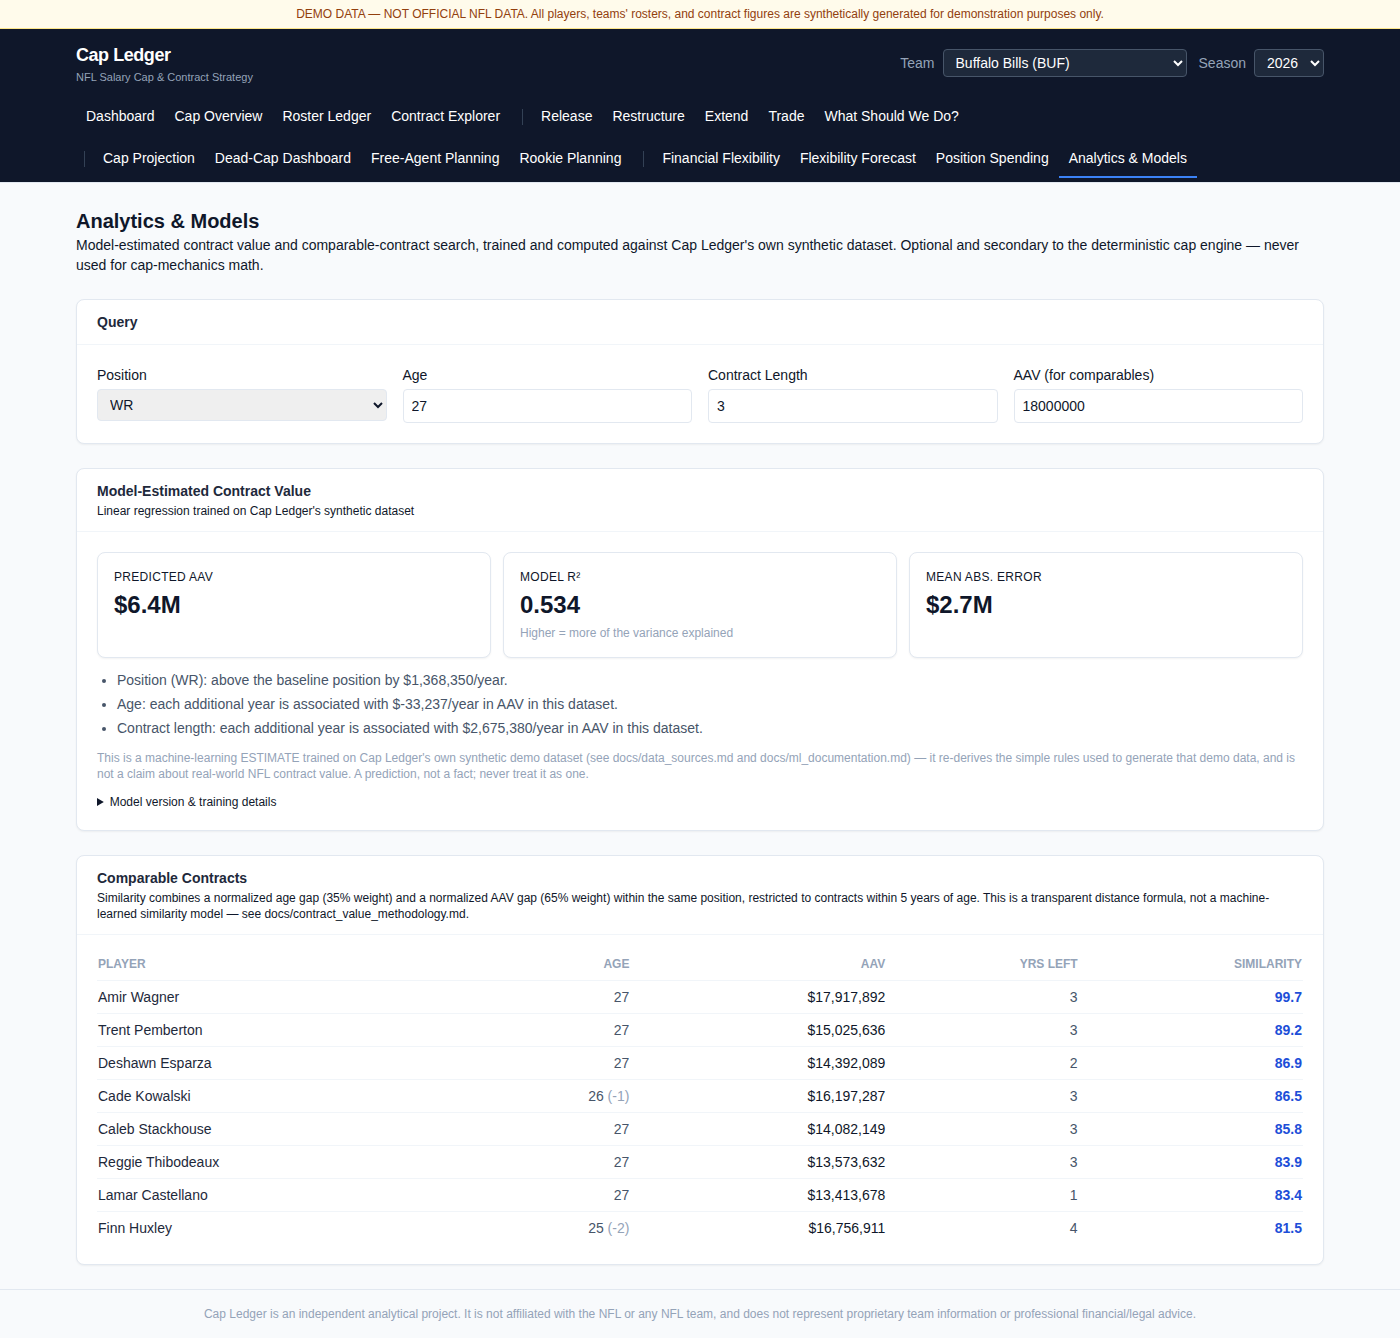 DEMO DATA — NOT OFFICIAL NFL DATA. All players, teams' rosters, and contract figures are synthetically generated for demonstration purposes only.
Cap Ledger
NFL Salary Cap & Contract Strategy
Team Buffalo Bills (BUF) Season 2026
Dashboard Cap Overview Roster Ledger Contract Explorer Release Restructure Extend Trade What Should We Do?
Cap Projection Dead-Cap Dashboard Free-Agent Planning Rookie Planning Financial Flexibility Flexibility Forecast Position Spending Analytics & Models
Analytics & Models
Model-estimated contract value and comparable-contract search, trained and computed against Cap Ledger's own synthetic dataset. Optional and secondary to the deterministic cap engine — never
used for cap-mechanics math.
Query
Position Age Contract Length AAV (for comparables)
WR 27 3 18000000
Model-Estimated Contract Value
Linear regression trained on Cap Ledger's synthetic dataset
PREDICTED AAV MODEL R² MEAN ABS. ERROR
$6.4M 0.534 $2.7M
Higher = more of the variance explained
• Position (WR): above the baseline position by $1,368,350/year.
• Age: each additional year is associated with $-33,237/year in AAV in this dataset.
• Contract length: each additional year is associated with $2,675,380/year in AAV in this dataset.
This is a machine-learning ESTIMATE trained on Cap Ledger's own synthetic demo dataset (see docs/data_sources.md and docs/ml_documentation.md) — it re-derives the simple rules used to generate that demo data, and is
not a claim about real-world NFL contract value. A prediction, not a fact; never treat it as one.
▶ Model version & training details
Comparable Contracts
Similarity combines a normalized age gap (35% weight) and a normalized AAV gap (65% weight) within the same position, restricted to contracts within 5 years of age. This is a transparent distance formula, not a machine-
learned similarity model — see docs/contract_value_methodology.md.
PLAYER AGE AAV YRS LEFT SIMILARITY
Amir Wagner 27 $17,917,892 3 99.7
Trent Pemberton 27 $15,025,636 3 89.2
Deshawn Esparza 27 $14,392,089 2 86.9
Cade Kowalski 26 (-1) $16,197,287 3 86.5
Caleb Stackhouse 27 $14,082,149 3 85.8
Reggie Thibodeaux 27 $13,573,632 3 83.9
Lamar Castellano 27 $13,413,678 1 83.4
Finn Huxley 25 (-2) $16,756,911 4 81.5
Cap Ledger is an independent analytical project. It is not affiliated with the NFL or any NFL team, and does not represent proprietary team information or professional financial/legal advice.